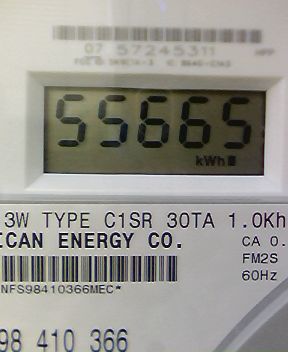 07 57245311
55665
kWh
3W TYPE C1SR 30TA 1.0Kh
ICAN ENERGY CO.
CA 0.
FM2S
60Hz
NFS98410366MEC*
98 410 366